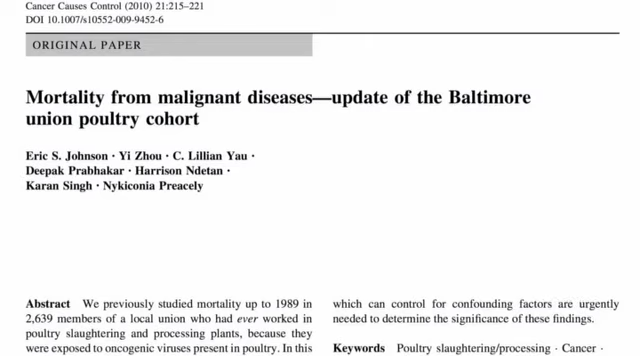 Cancer Causes Control (2010) 21:215–221
DOI 10.1007/s10552-009-9452-6
ORIGINAL PAPER
Mortality from malignant diseases—update of the Baltimore
union poultry cohort
Eric S. Johnson · Yi Zhou · C. Lillian Yau ·
Deepak Prabhakar · Harrison Ndetan ·
Karan Singh · Nykiconia Preacely
Abstract We previously studied mortality up to 1989 in
2,639 members of a local union who had ever worked in
poultry slaughtering and processing plants, because they
were exposed to oncogenic viruses present in poultry. In this
which can control for confounding factors are urgently
needed to determine the significance of these findings.
Keywords Poultry slaughtering/processing · Cancer ·